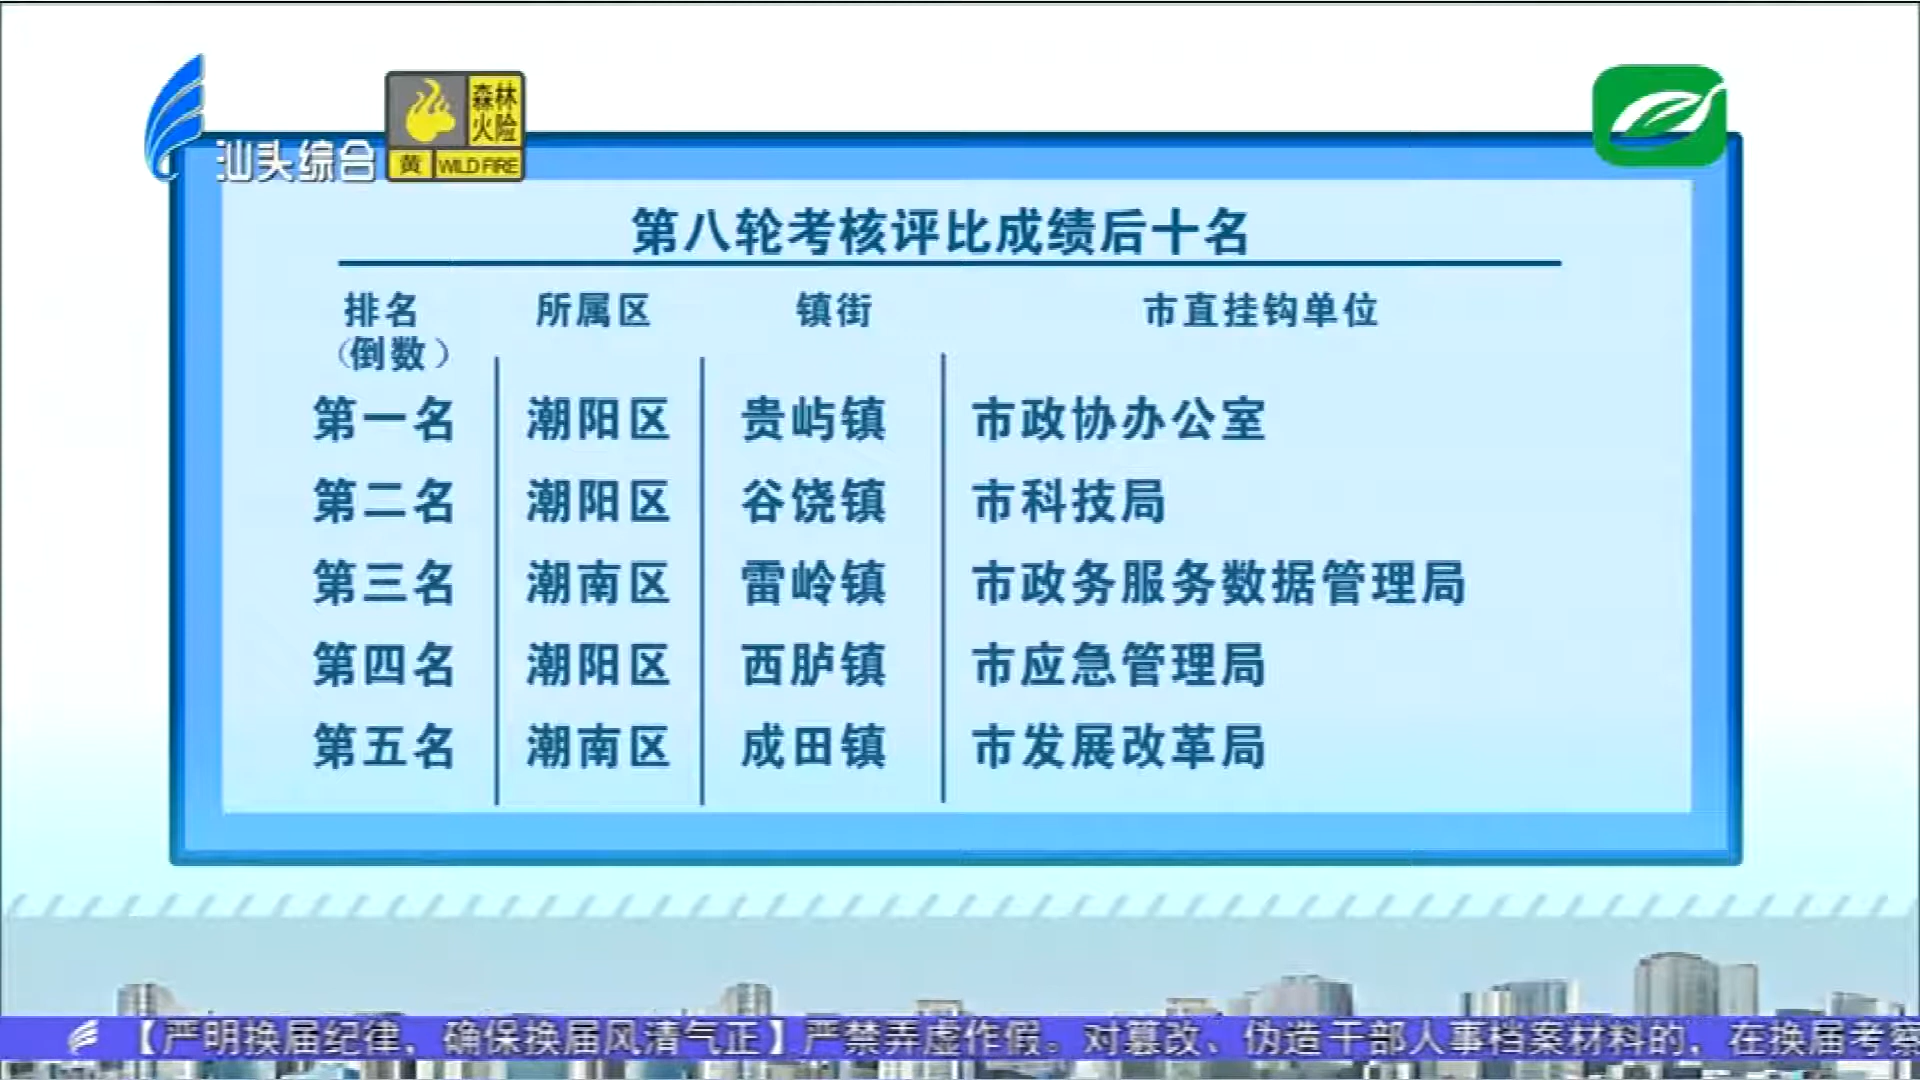 汕头综合
森林
火险
黄 WILD FIRE
第八轮考核评比成绩后十名
排名 所属区 镇街 市直挂钩单位
（倒数）
第一名 潮阳区 贵屿镇 市政协办公室
第二名 潮阳区 谷饶镇 市科技局
第三名 潮南区 雷岭镇 市政务服务数据管理局
第四名 潮阳区 西胪镇 市应急管理局
第五名 潮南区 成田镇 市发展改革局
【严明换届纪律，确保换届风清气正】严禁弄虚作假。对篡改、伪造干部人事档案材料的，在换届考察